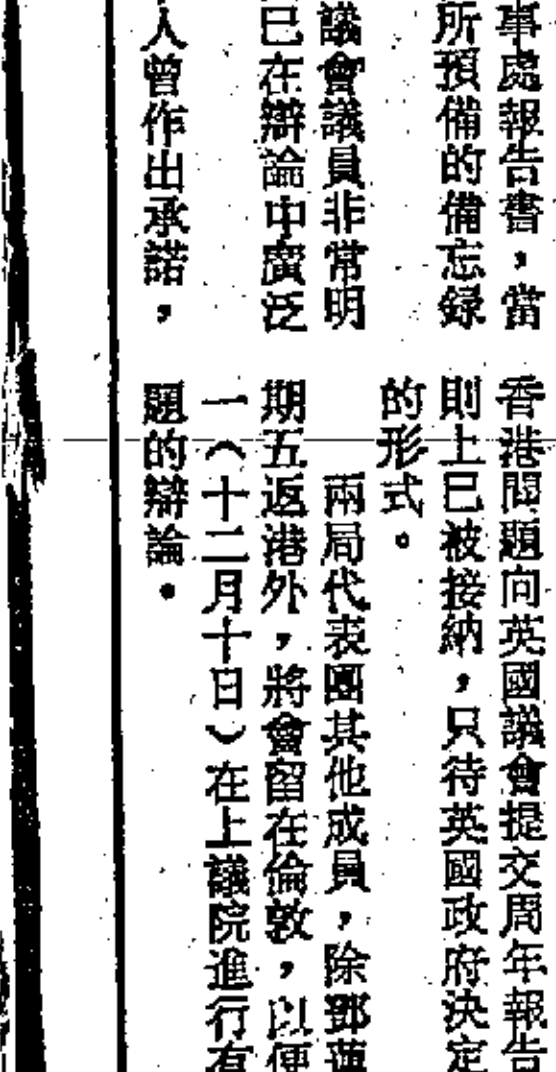 事處報告書，當
所預備的備忘録
議會議員非常明
已在辯論中廣泛
人曾作出承諾，
香港問題向英國議會提交周年報告
則上已被接納，只待英國政府決定
的形式。
兩局代表團其他成員，除鄧蓮
期五返港外，將會留在倫敦，以便
一（十二月十日）在上議院進行有
題的辯論。